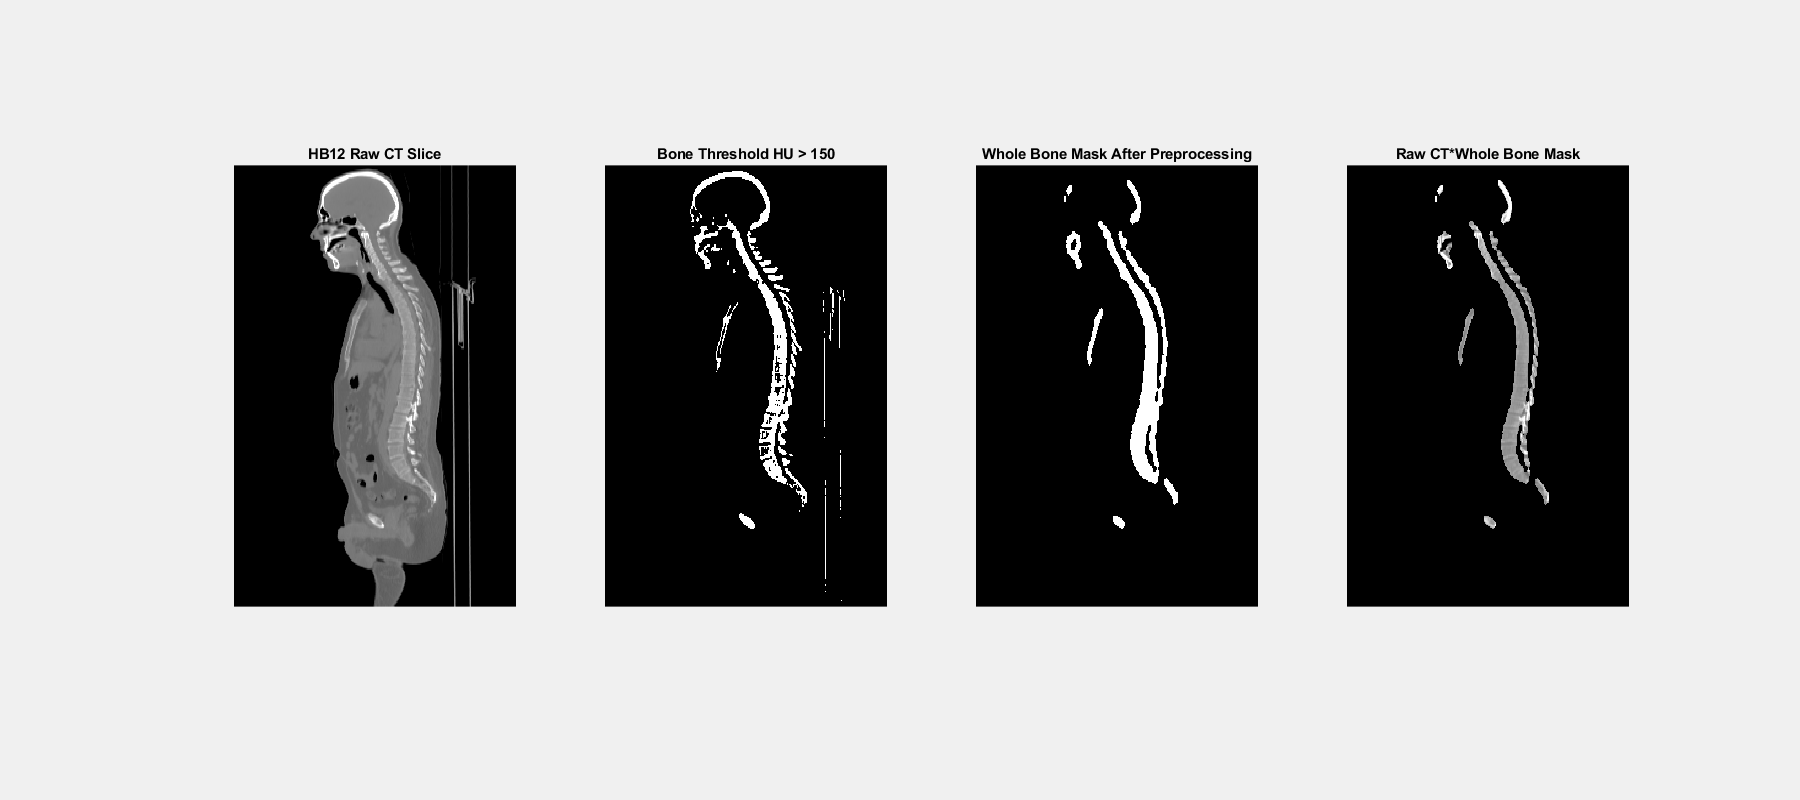 HB12 Raw CT Slice
Bone Threshold HU > 150
Whole Bone Mask After Preprocessing
Raw CT*Whole Bone Mask